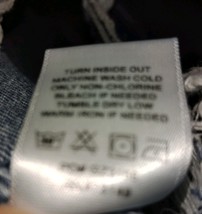 TURN INSIDE OUT
MACHINE WASH COLD
ONLY NON-CHLORINE
BLEACH IF NEEDED
TUMBLE DRY LOW
WARM IRON IF NEEDED